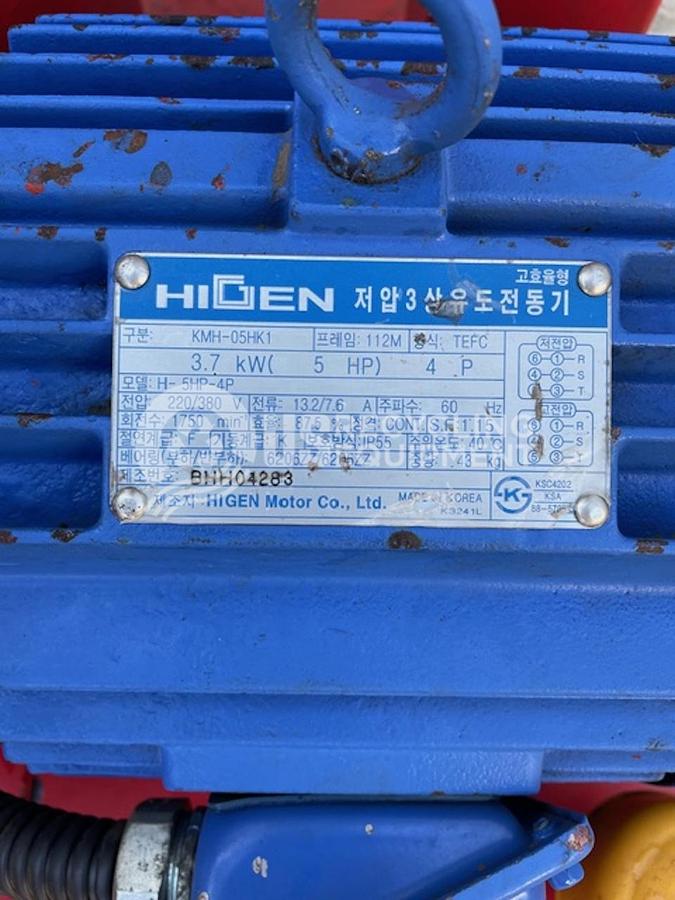 HIGEN 저압3상유도전동기
고효율형
구분: KMH-05HK1 프레임: 112M 형식: TEFC
3.7 kW( 5 HP) 4 P
모델: H- 5HP-4P
전압: 220/380 V 전류: 13.2/7.6 A 주파수: 60 Hz
회전수: 1750 min⁻¹ 효율: 87.5 % 정격: CONT. S.F. 1.15
절연계급: F 기동계급: K 보호방식: IP55 주위온도: 40 ℃
베어링(부하/반부하): 6206ZZ/6205ZZ 중량: 43 kg
제조번호: BHH04283
제조자: HIGEN Motor Co., Ltd. MADE IN KOREA
K3241L
저전압
6 1 R
4 2 S
5 3 T
고전압
6 1 R
4 2 S
5 3 T
KSC4202
KSA